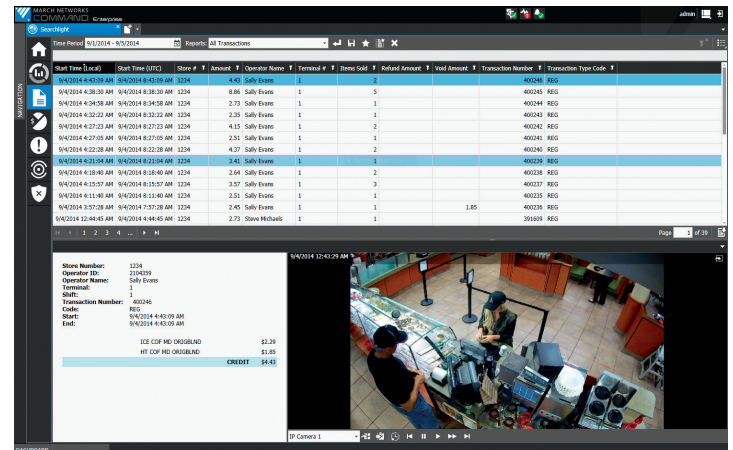 MARCH NETWORKS
COMMAND Enterprise
admin
Searchlight
Time Period 9/1/2014 - 9/5/2014 Reports: All Transactions
Start Time (Local) Start Time (UTC) Store # Amount Operator Name Terminal # Items Sold Refund Amount Void Amount Transaction Number Transaction Type Code
9/4/2014 4:43:09 AM 9/4/2014 8:43:09 AM 1234 4.43 Sally Evans 1 2 400246 REG
9/4/2014 4:38:30 AM 9/4/2014 8:38:30 AM 1234 8.86 Sally Evans 1 5 400245 REG
9/4/2014 4:34:58 AM 9/4/2014 8:34:58 AM 1234 2.73 Sally Evans 1 1 400244 REG
9/4/2014 4:32:22 AM 9/4/2014 8:32:22 AM 1234 2.35 Sally Evans 1 1 400243 REG
9/4/2014 4:27:23 AM 9/4/2014 8:27:23 AM 1234 4.15 Sally Evans 1 2 400242 REG
9/4/2014 4:27:05 AM 9/4/2014 8:27:05 AM 1234 2.51 Sally Evans 1 1 400241 REG
9/4/2014 4:22:28 AM 9/4/2014 8:22:28 AM 1234 4.37 Sally Evans 1 2 400240 REG
9/4/2014 4:21:04 AM 9/4/2014 8:21:04 AM 1234 3.41 Sally Evans 1 1 400239 REG
9/4/2014 4:18:40 AM 9/4/2014 8:18:40 AM 1234 2.64 Sally Evans 1 2 400238 REG
9/4/2014 4:15:57 AM 9/4/2014 8:15:57 AM 1234 3.57 Sally Evans 1 3 400237 REG
9/4/2014 4:11:40 AM 9/4/2014 8:11:40 AM 1234 2.51 Sally Evans 1 1 400235 REG
9/4/2014 3:57:28 AM 9/4/2014 7:57:28 AM 1234 2.45 Sally Evans 1 1 1.85 400236 REG
9/4/2014 12:44:45 AM 9/4/2014 4:44:45 AM 1234 2.73 Steve Michaels 1 1 391609 REG
1 2 3 4 ... Page 1 of 39
NAVIGATION
Store Number: 1234
Operator ID: 2104359
Operator Name: Sally Evans
Terminal: 1
Shift: 1
Transaction Number: 400246
Code: REG
Start: 9/4/2014 4:43:09 AM
End: 9/4/2014 4:43:09 AM
ICE COF MD ORIGBLND $2.29
HT COF MD ORIGBLND $1.85
CREDIT $4.43
9/4/2014 12:43:29 AM
IP Camera 1
DASHBOARD